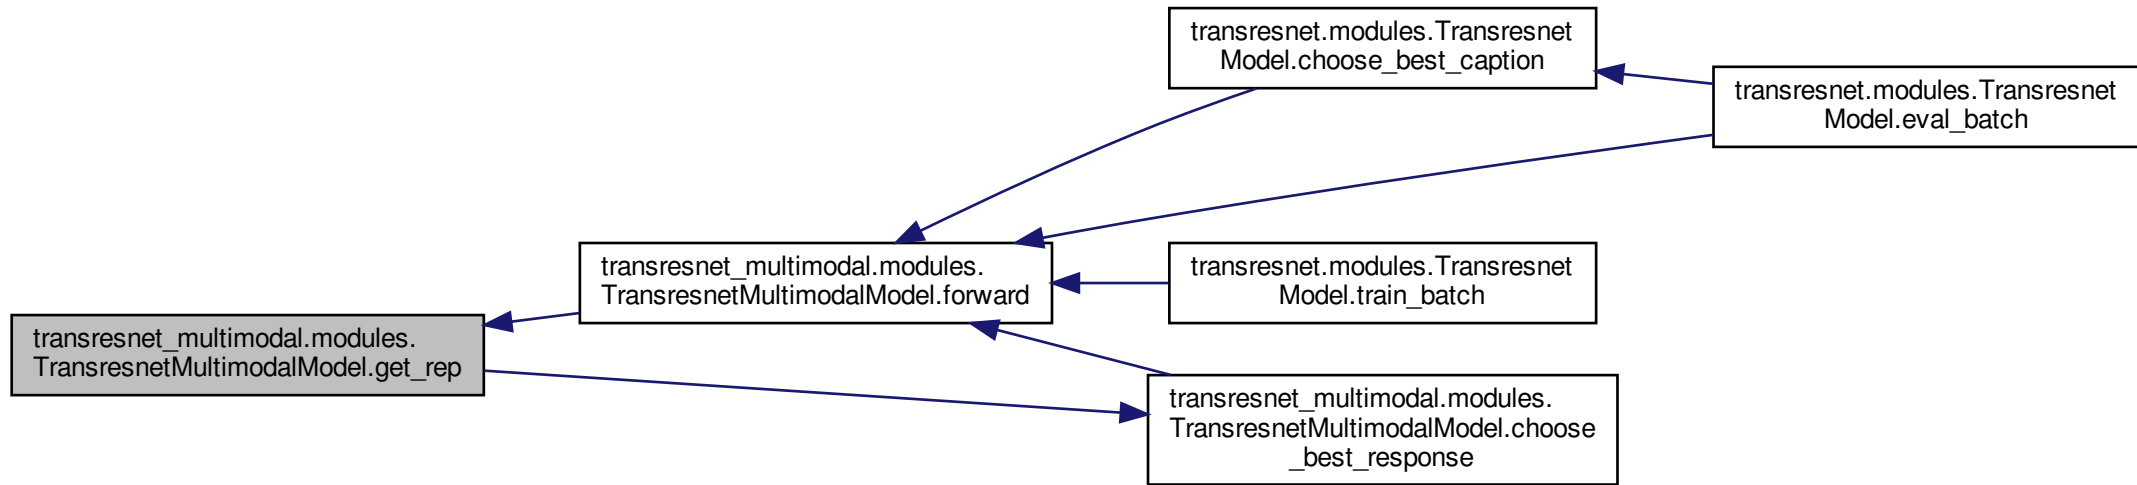 transresnet.modules.Transresnet
Model.choose_best_caption
transresnet.modules.Transresnet
Model.eval_batch
transresnet_multimodal.modules.
TransresnetMultimodalModel.forward
transresnet.modules.Transresnet
Model.train_batch
transresnet_multimodal.modules.
TransresnetMultimodalModel.get_rep
transresnet_multimodal.modules.
TransresnetMultimodalModel.choose
_best_response